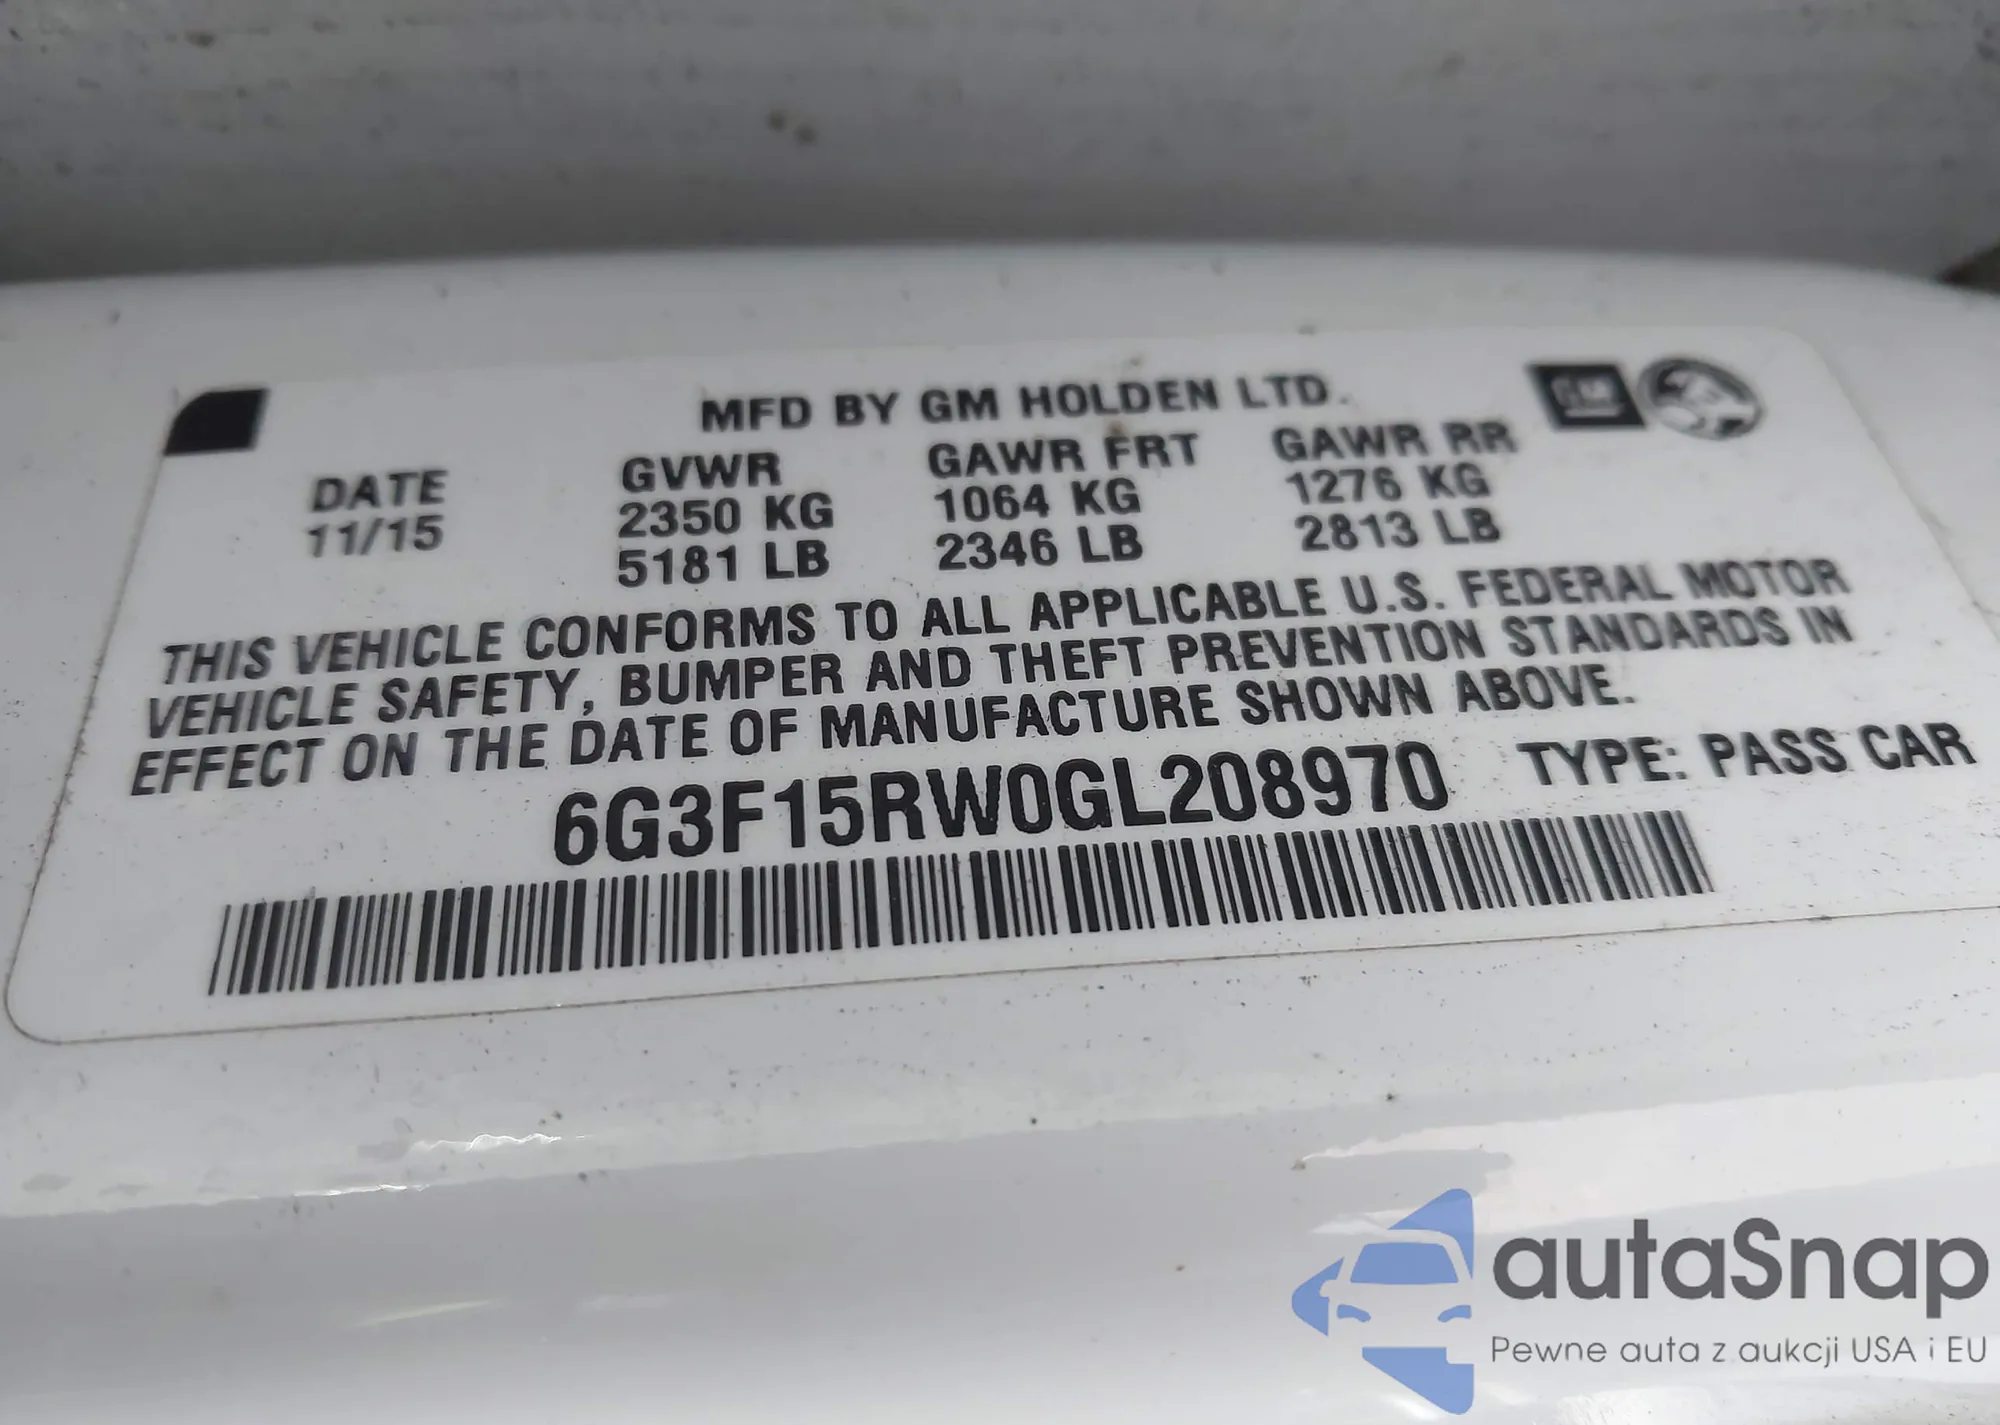 MFD BY GM HOLDEN LTD.
GM
DATE GVWR GAWR FRT GAWR RR
11/15 2350 KG 1064 KG 1276 KG
5181 LB 2346 LB 2813 LB
THIS VEHICLE CONFORMS TO ALL APPLICABLE U.S. FEDERAL MOTOR
VEHICLE SAFETY, BUMPER AND THEFT PREVENTION STANDARDS IN
EFFECT ON THE DATE OF MANUFACTURE SHOWN ABOVE.
6G3F15RW0GL208970 TYPE: PASS CAR
autaSnap
Pewne auta z aukcji USA i EU